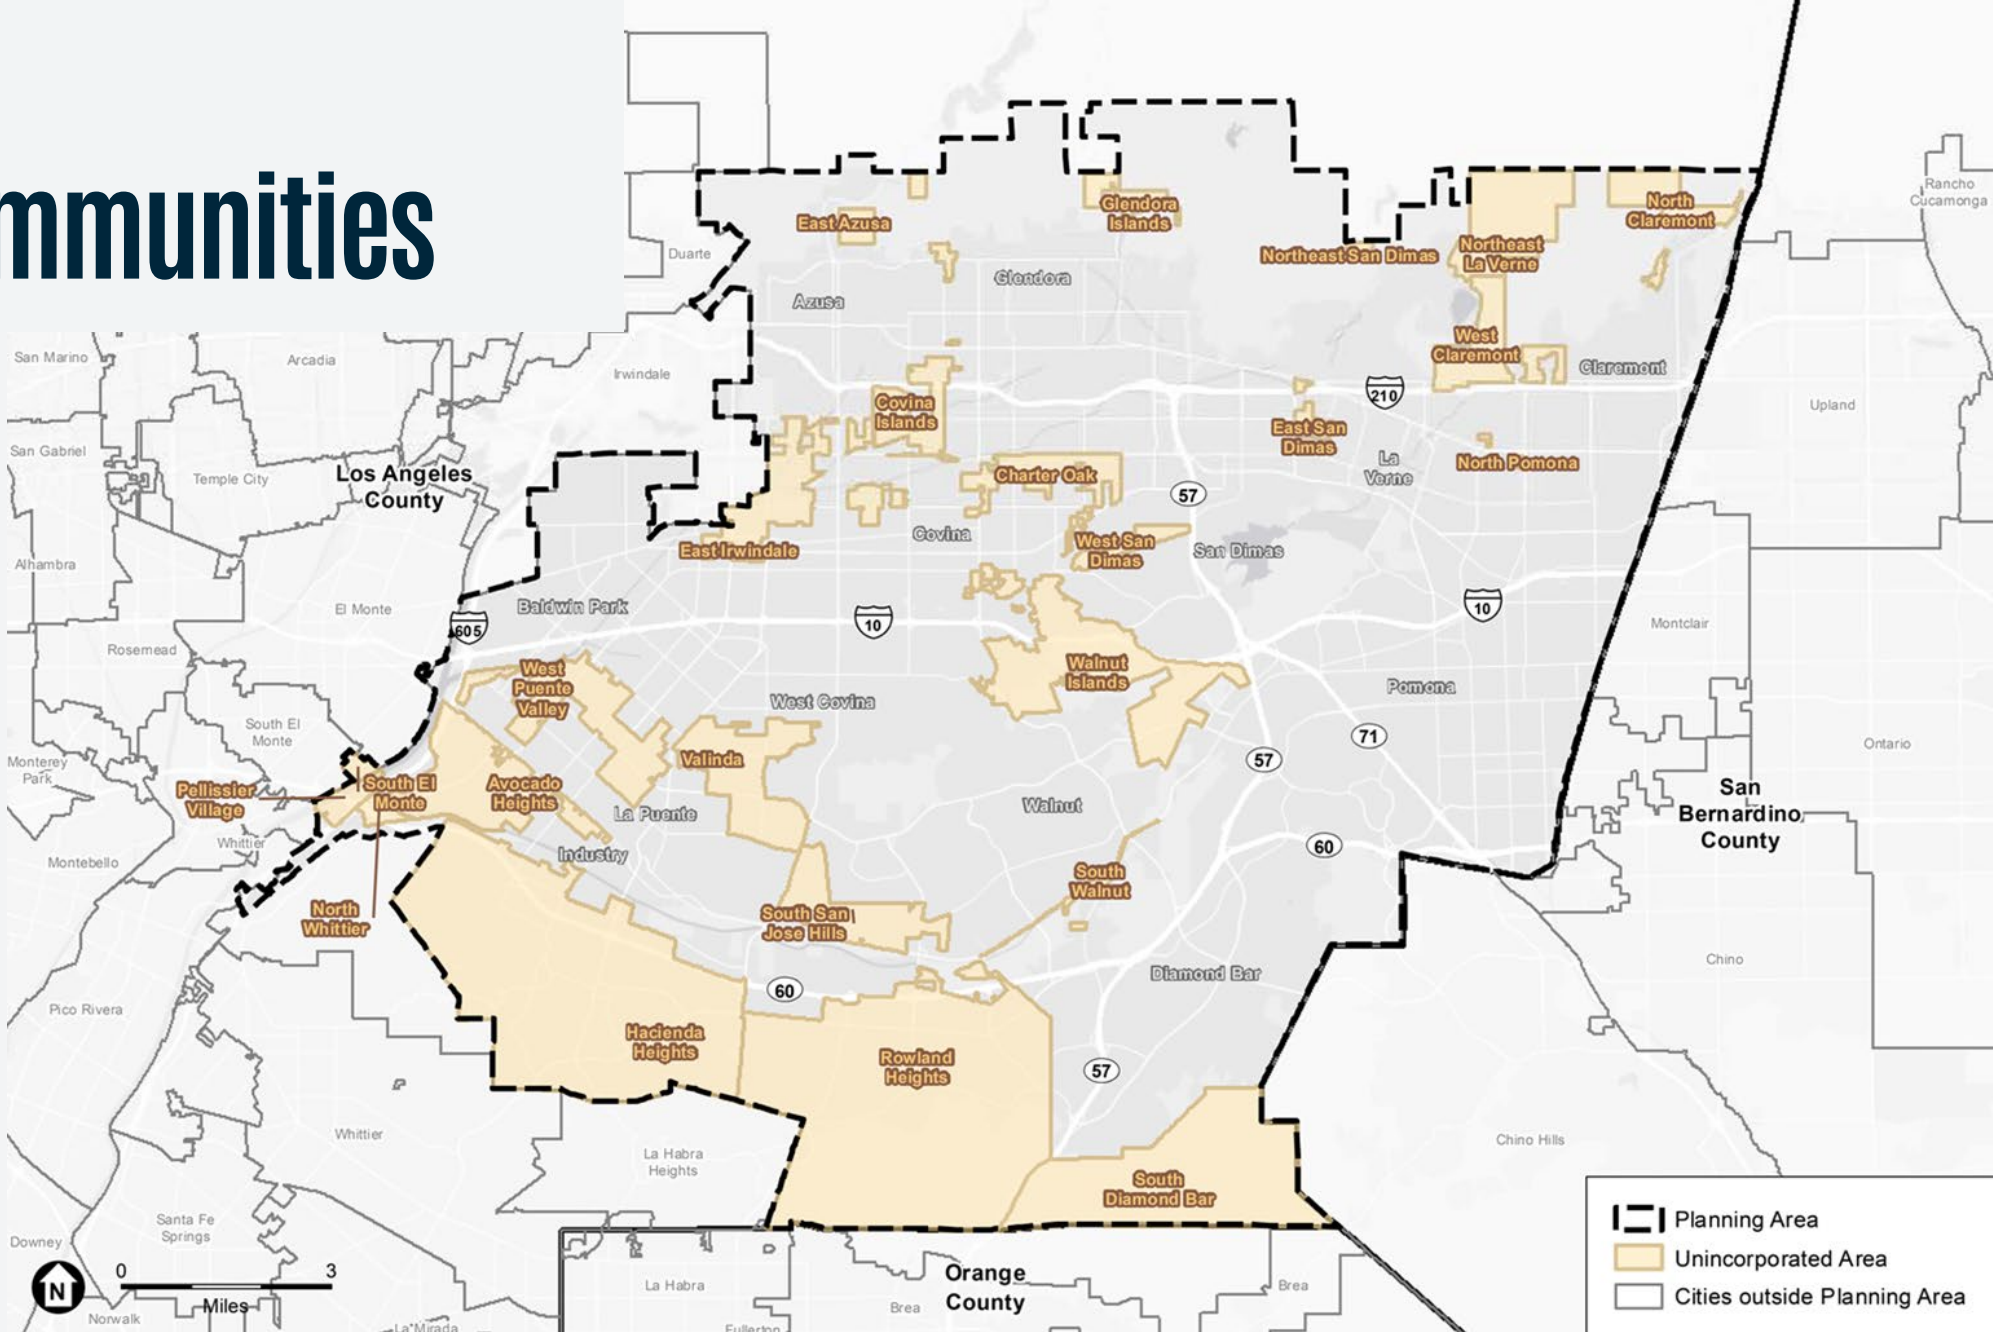 mmunities
East Azusa
Glendora
Islands
North
Claremont
Rancho
Cucamonga
Duarte
Northeast San Dimas
Northeast
La Verne
Glendora
Azusa
San Marino
Arcadia
Irwindale
West
Claremont
Claremont
210
Upland
Covina
Islands
East San
Dimas
San Gabriel
Temple City
Los Angeles
County
Charter Oak
La
Verne
North Pomona
57
Covina
East Irwindale
West San
Dimas
San Dimas
Alhambra
El Monte
Baldwin Park
605
10
10
Montclair
Rosemead
West
Puente
Valley
Walnut
Islands
West Covina
Pomona
South El
Monte
Monterey
Park
Valinda
57
71
Ontario
Pellissier
Village
South El
Monte
Avocado
Heights
La Puente
Walnut
San
Bernardino
County
Whittier
Montebello
Industry
60
South
Walnut
North
Whittier
South San
Jose Hills
Diamond Bar
Chino
60
Pico Rivera
Hacienda
Heights
Rowland
Heights
57
Whittier
La Habra
Heights
Chino Hills
South
Diamond Bar
Santa Fe
Springs
Downey
N
0 3
Miles
Norwalk
La Mirada
La Habra
Orange
County
Brea
Brea
Fullerton
Planning Area
Unincorporated Area
Cities outside Planning Area